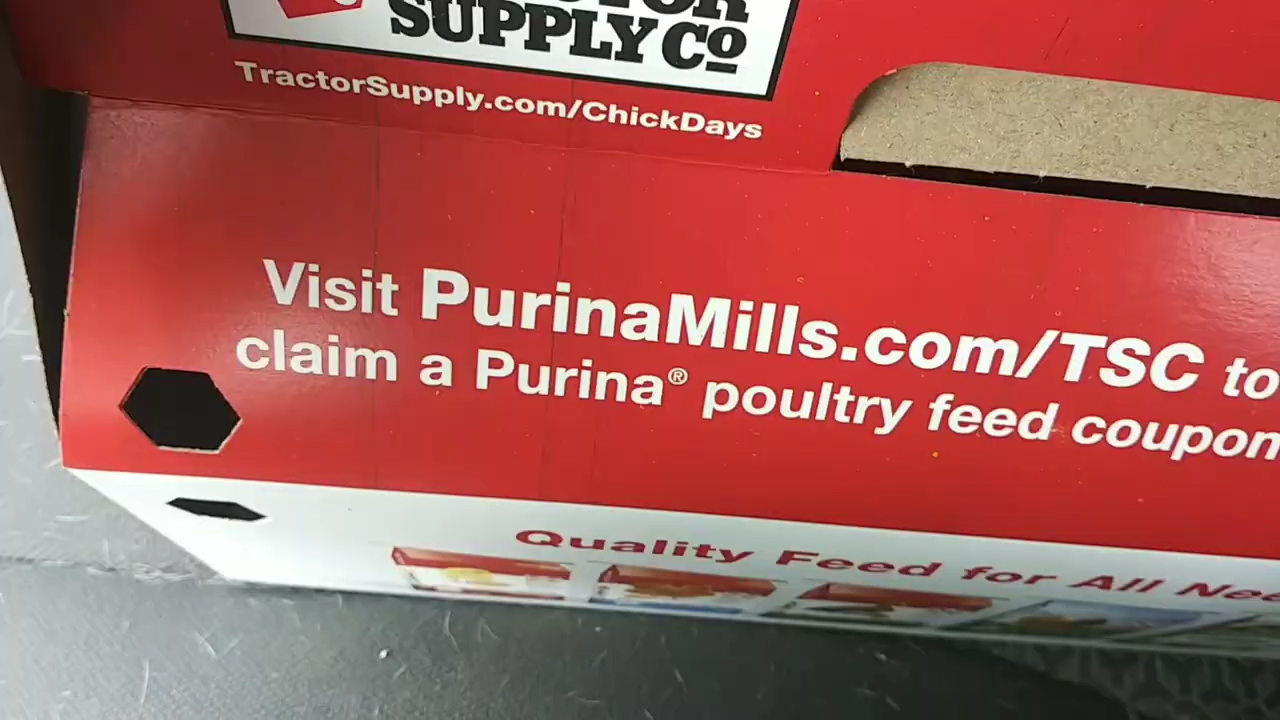 SUPPLY CO
TractorSupply.com/ChickDays
Visit PurinaMills.com/TSC to
claim a Purina® poultry feed coupon
Quality Feed for All